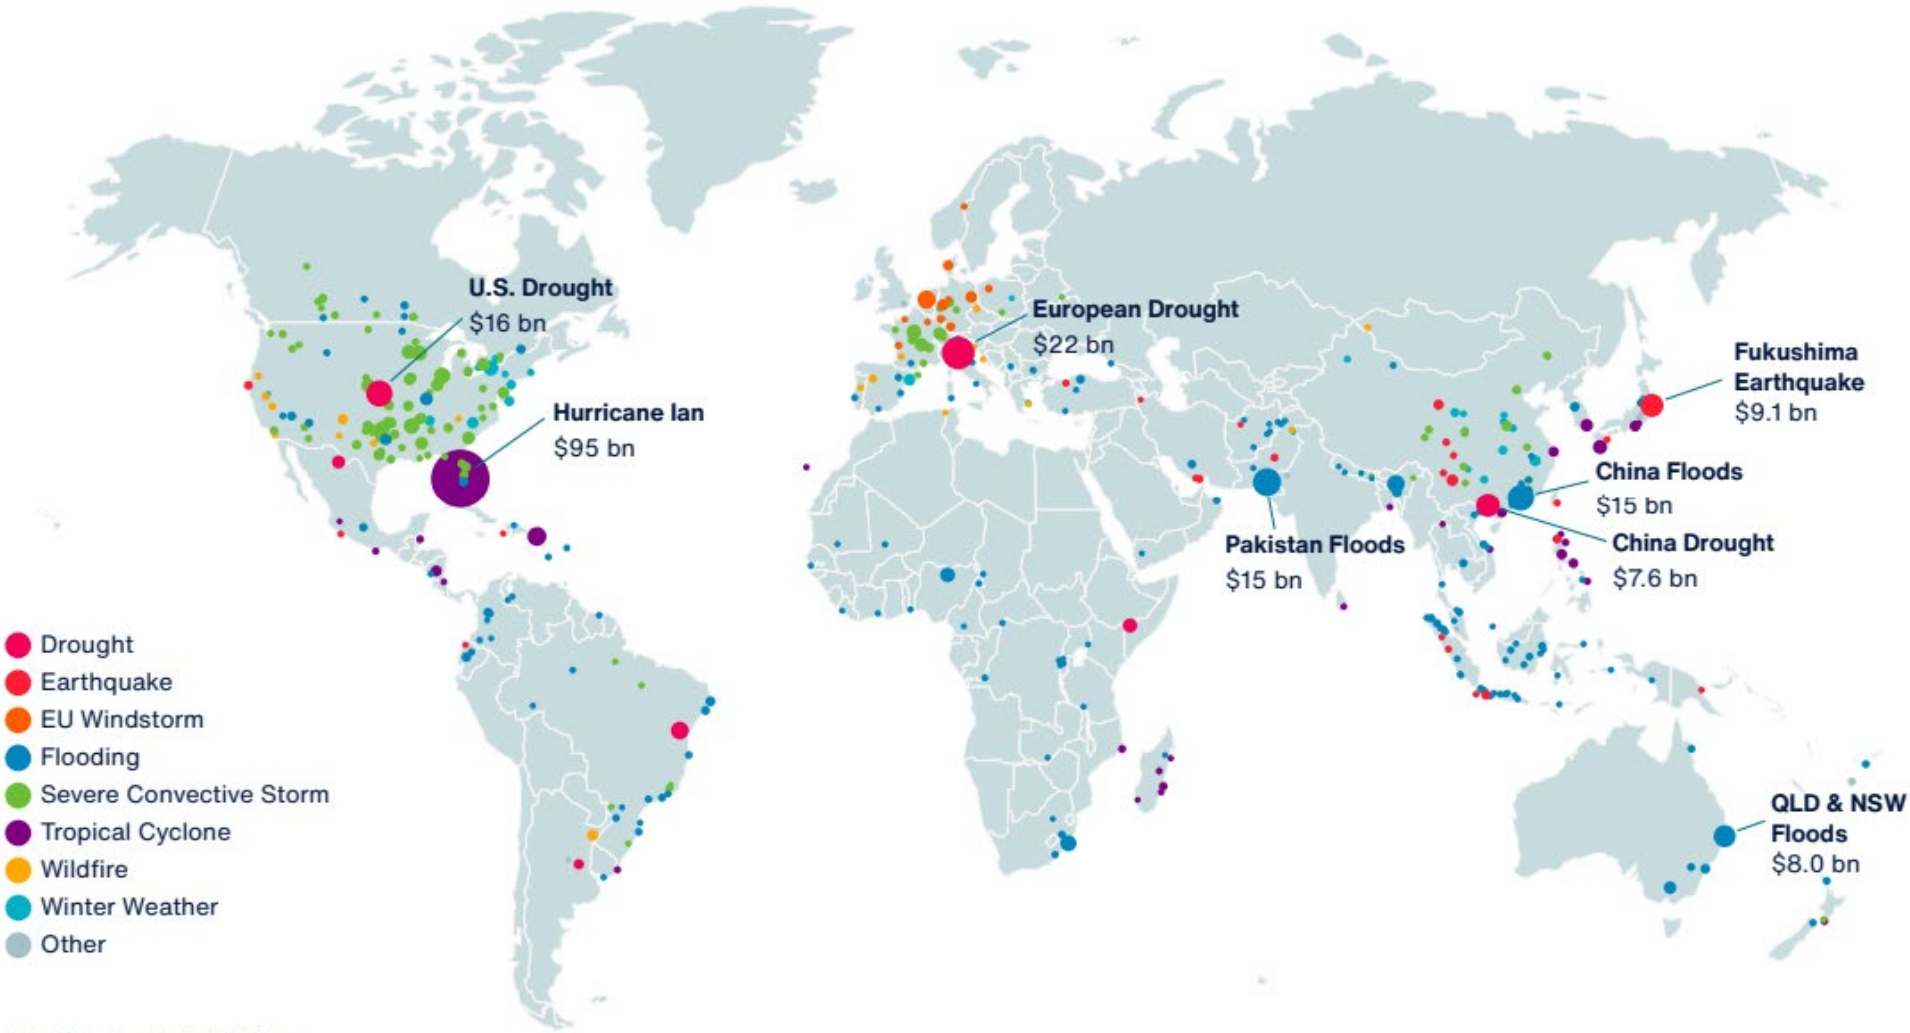 U.S. Drought
$16 bn
European Drought
$22 bn
Fukushima
Earthquake
$9.1 bn
Hurricane Ian
$95 bn
China Floods
$15 bn
China Drought
$7.6 bn
Pakistan Floods
$15 bn
Drought
Earthquake
EU Windstorm
Flooding
Severe Convective Storm
Tropical Cyclone
Wildfire
Winter Weather
Other
QLD & NSW
Floods
$8.0 bn